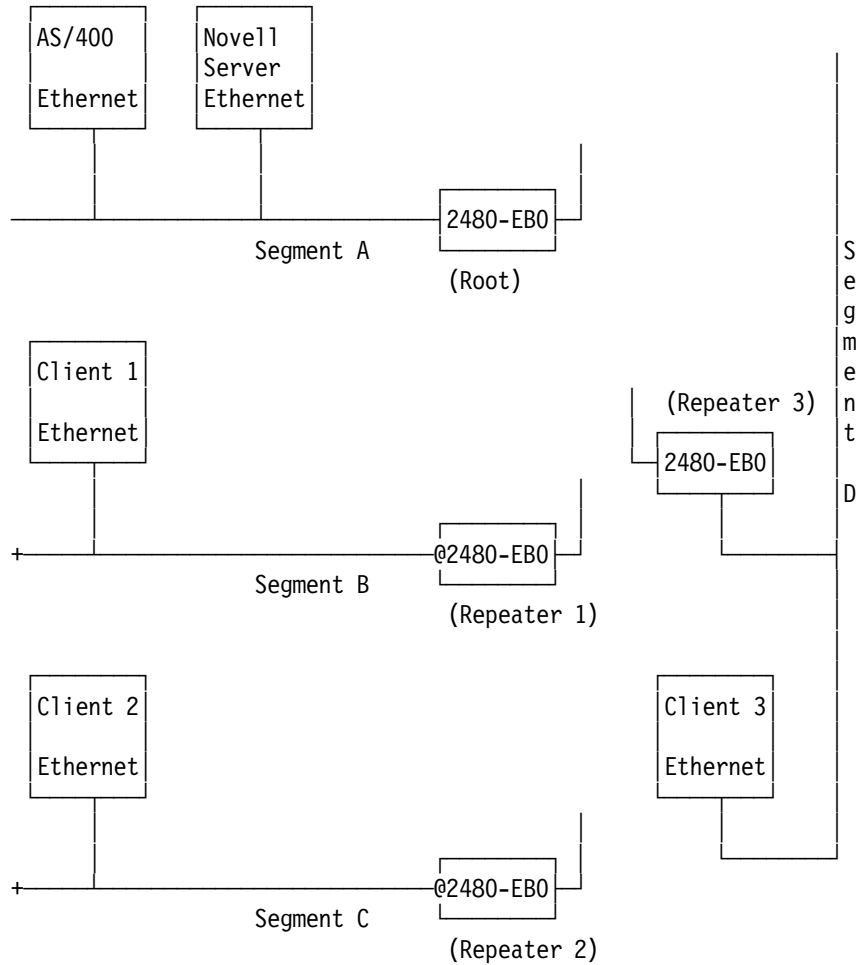 AS/400
Ethernet
Novell
Server
Ethernet
2480-EB0
Segment A
(Root)
Client 1
Ethernet
@2480-EB0
Segment B
(Repeater 1)
(Repeater 3)
2480-EB0
Segment D
Client 2
Ethernet
@2480-EB0
Segment C
(Repeater 2)
Client 3
Ethernet